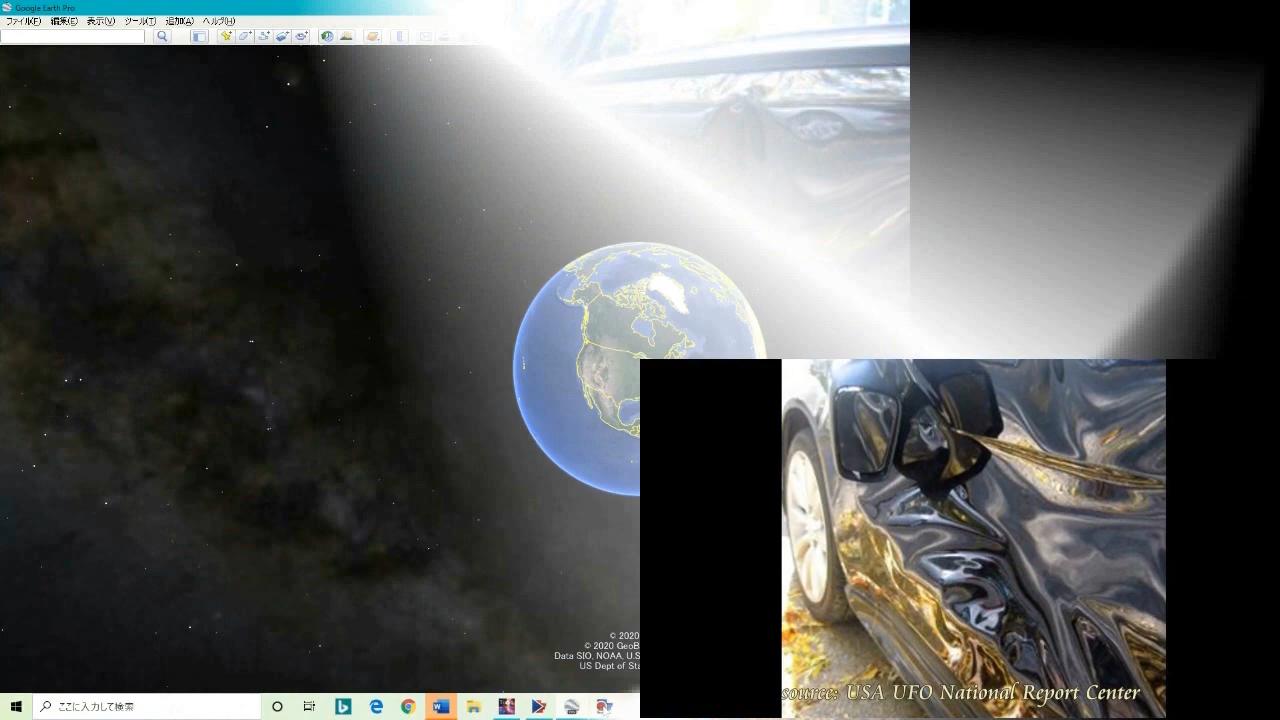 Google Earth Pro
ファイル(F) 編集(E) 表示(V) ツール(T) 追加(A) ヘルプ(H)
© 2020
© 2020 GeoB
Data SIO, NOAA, U.S
US Dept of Sta
source: USA UFO National Report Center
ここに入力して検索